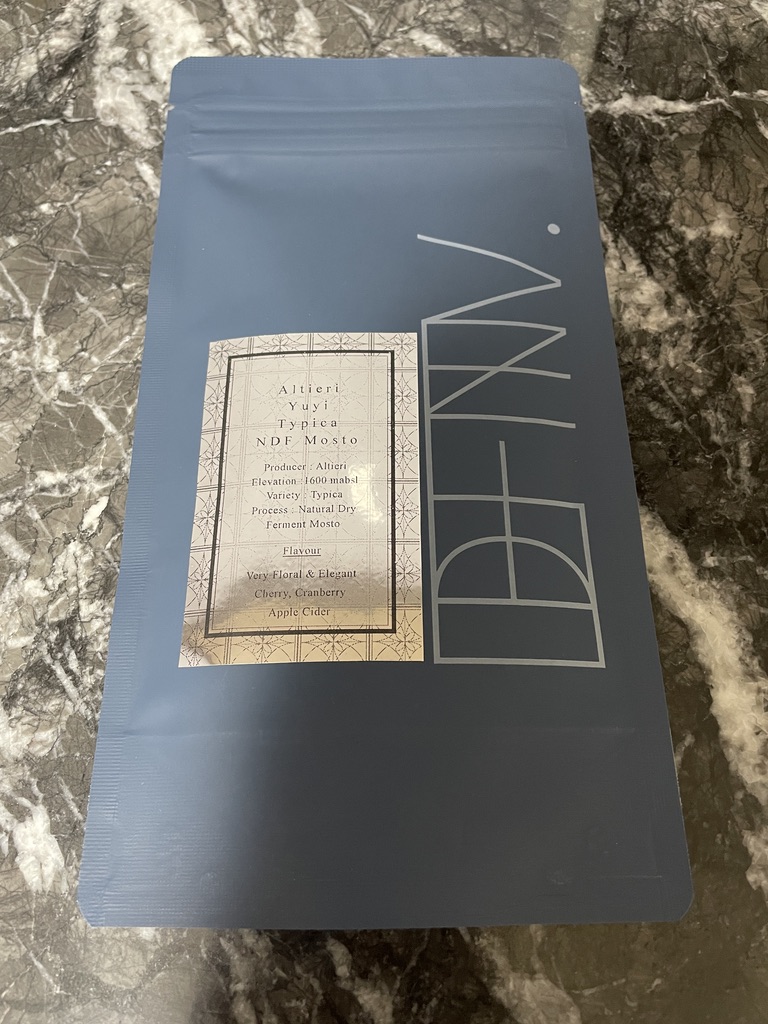 Altieri
Yuyi
Typica
NDF Mosto
Producer : Altieri
Elevation :1600 mabsl
Variety : Typica
Process : Natural Dry
Ferment Mosto
Flavour
Very Floral & Elegant
Cherry, Cranberry
Apple Cider